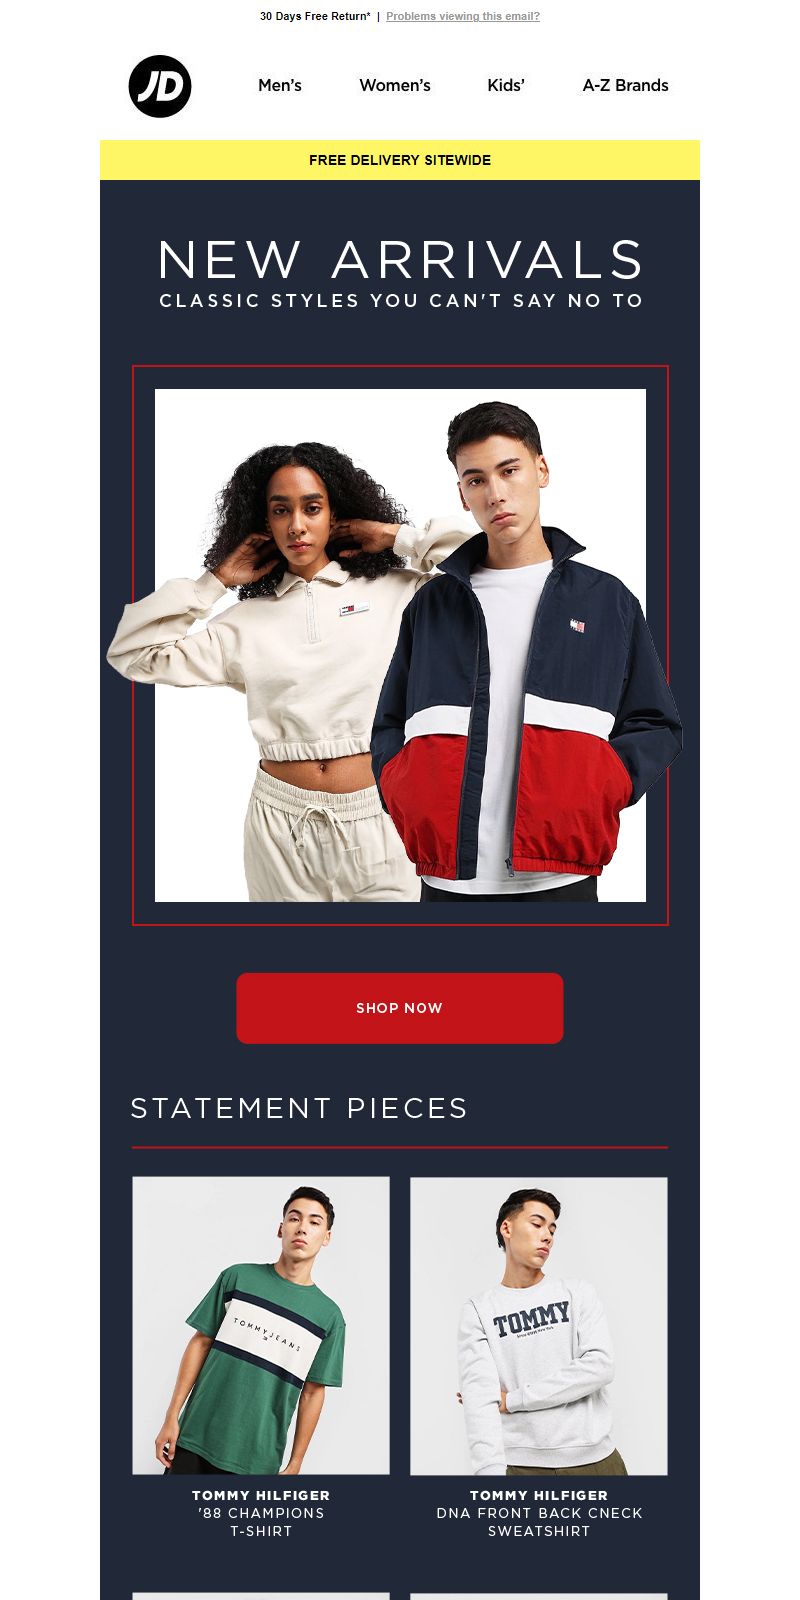 30 Days Free Return* | Problems viewing this email?
JD
Men's
Women's
Kids'
A-Z Brands
FREE DELIVERY SITEWIDE
NEW ARRIVALS
CLASSIC STYLES YOU CAN'T SAY NO TO
SHOP NOW
STATEMENT PIECES
TOMMY JEANS
TOMMY
TOMMY HILFIGER
'88 CHAMPIONS
T-SHIRT
TOMMY HILFIGER
DNA FRONT BACK CNECK
SWEATSHIRT